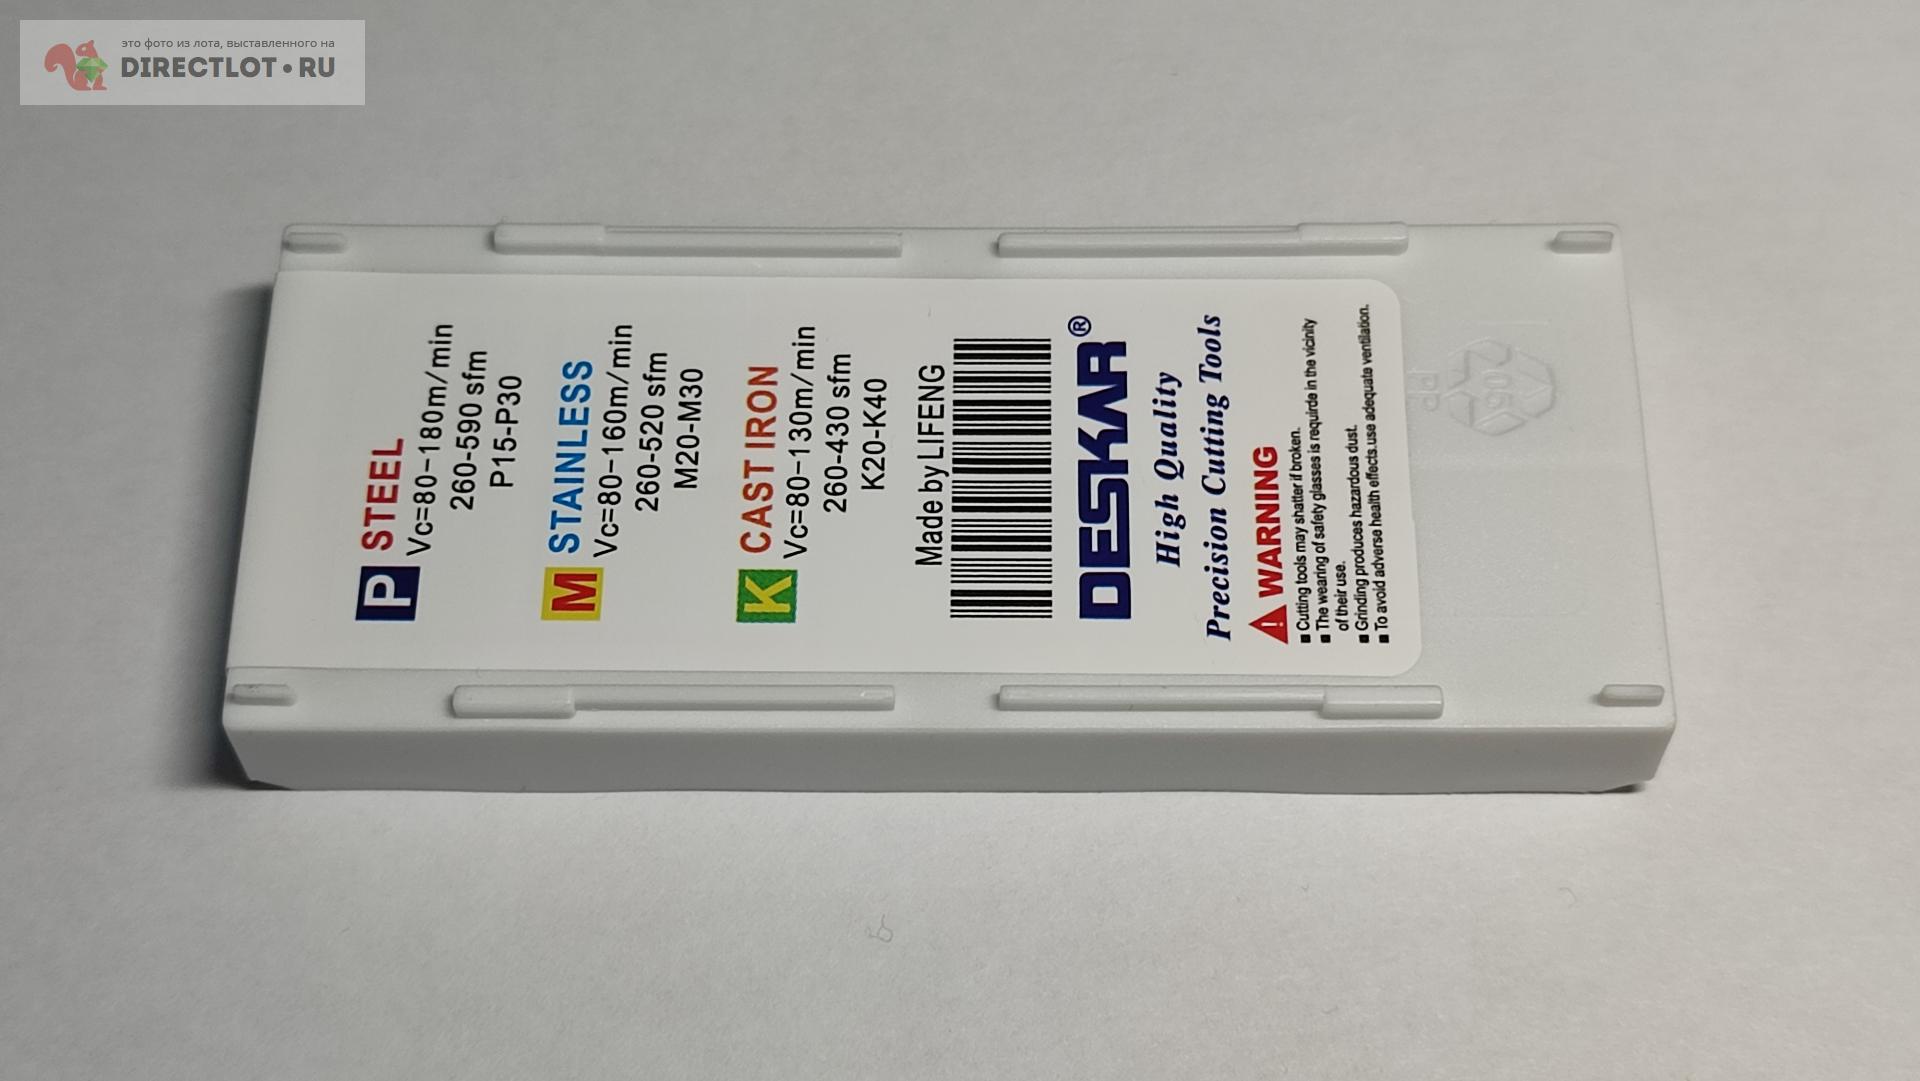 это фото из лота, выставленного на
DIRECTLOT•RU
P STEEL
Vc=80-180m/min
260-590 sfm
P15-P30
M STAINLESS
Vc=80-160m/min
260-520 sfm
M20-M30
K CAST IRON
Vc=80-130m/min
260-430 sfm
K20-K40
Made by LIFENG
DESKAR®
High Quality
Precision Cutting Tools
WARNING
■ Cutting tools may shatter if broken.
■ The wearing of safety glasses is requirde in the vicinity
of their use.
■ Grinding produces hazardous dust.
■ To avoid adverse health effects.use adequate ventilation.
PP
05